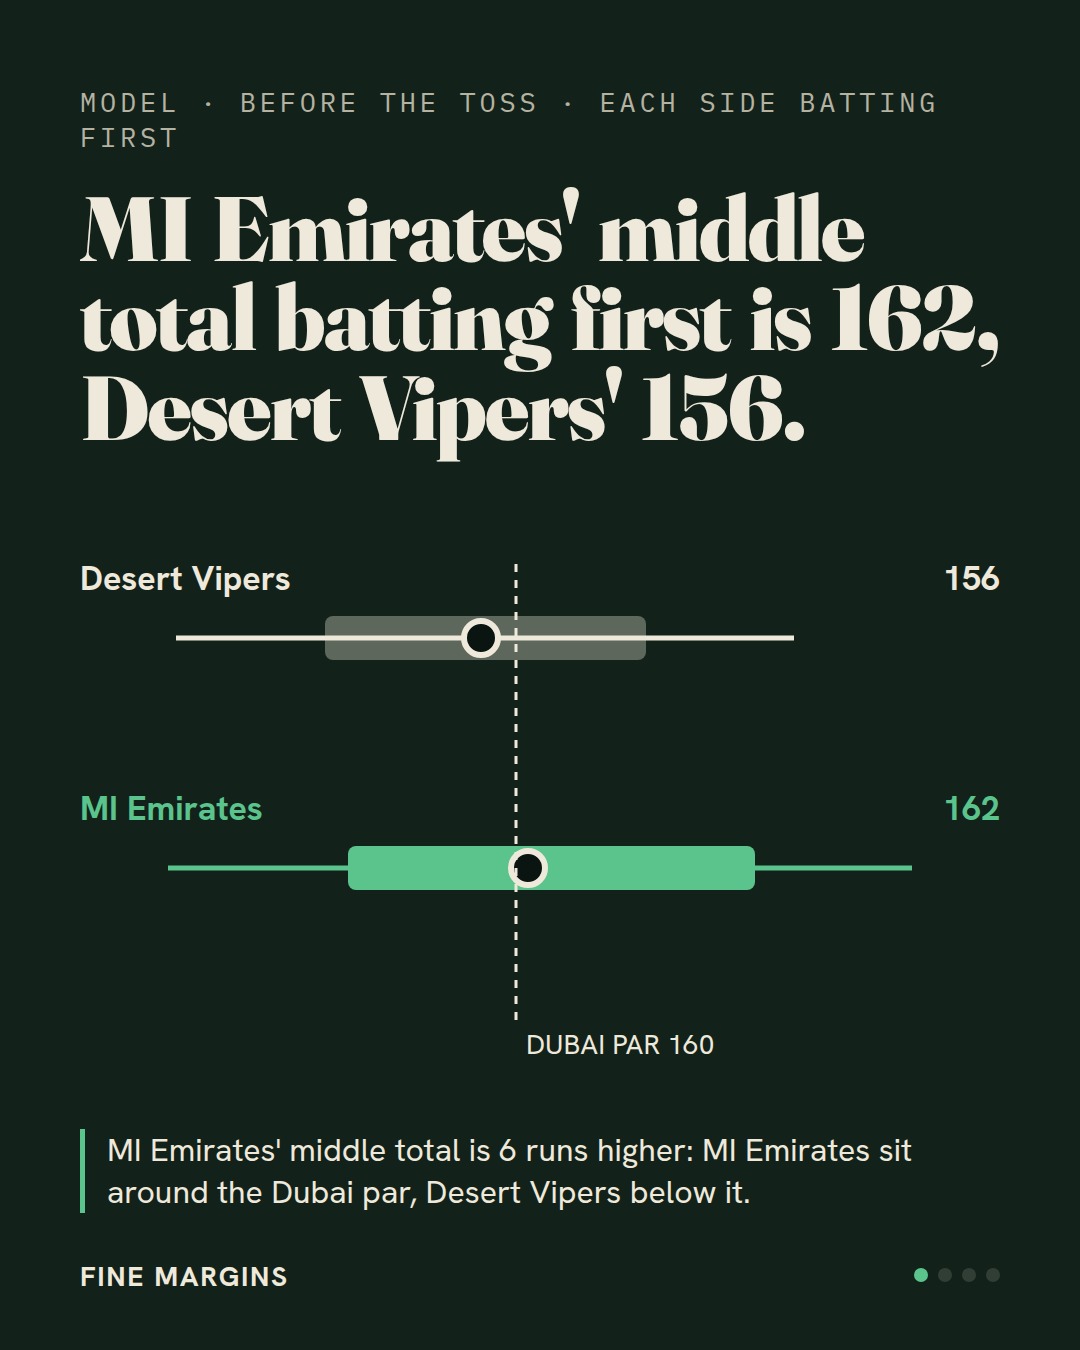 MODEL · BEFORE THE TOSS · EACH SIDE BATTING
FIRST
MI Emirates' middle
total batting first is 162,
Desert Vipers' 156.
Desert Vipers
156
MI Emirates
162
DUBAI PAR 160
MI Emirates' middle total is 6 runs higher: MI Emirates sit
around the Dubai par, Desert Vipers below it.
FINE MARGINS